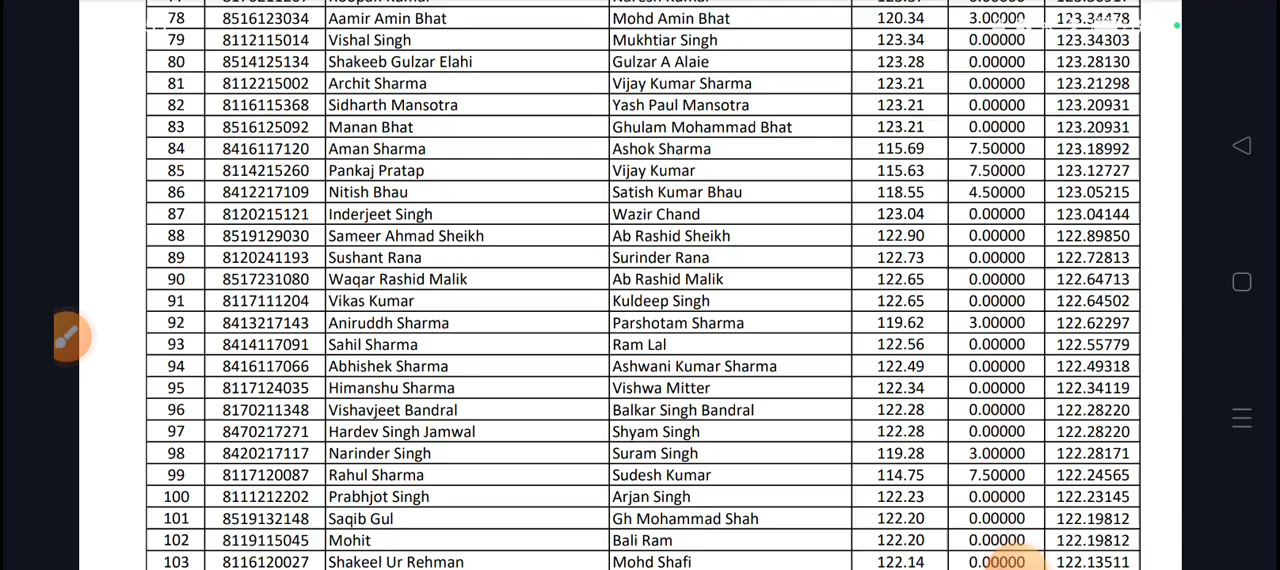 78 8516123034 Aamir Amin Bhat Mohd Amin Bhat 120.34 3.00000 123.34478
79 8112115014 Vishal Singh Mukhtiar Singh 123.34 0.00000 123.34303
80 8514125134 Shakeeb Gulzar Elahi Gulzar A Alaie 123.28 0.00000 123.28130
81 8112215002 Archit Sharma Vijay Kumar Sharma 123.21 0.00000 123.21298
82 8116115368 Sidharth Mansotra Yash Paul Mansotra 123.21 0.00000 123.20931
83 8516125092 Manan Bhat Ghulam Mohammad Bhat 123.21 0.00000 123.20931
84 8416117120 Aman Sharma Ashok Sharma 115.69 7.50000 123.18992
85 8114215260 Pankaj Pratap Vijay Kumar 115.63 7.50000 123.12727
86 8412217109 Nitish Bhau Satish Kumar Bhau 118.55 4.50000 123.05215
87 8120215121 Inderjeet Singh Wazir Chand 123.04 0.00000 123.04144
88 8519129030 Sameer Ahmad Sheikh Ab Rashid Sheikh 122.90 0.00000 122.89850
89 8120241193 Sushant Rana Surinder Rana 122.73 0.00000 122.72813
90 8517231080 Waqar Rashid Malik Ab Rashid Malik 122.65 0.00000 122.64713
91 8117111204 Vikas Kumar Kuldeep Singh 122.65 0.00000 122.64502
92 8413217143 Aniruddh Sharma Parshotam Sharma 119.62 3.00000 122.62297
93 8414117091 Sahil Sharma Ram Lal 122.56 0.00000 122.55779
94 8416117066 Abhishek Sharma Ashwani Kumar Sharma 122.49 0.00000 122.49318
95 8117124035 Himanshu Sharma Vishwa Mitter 122.34 0.00000 122.34119
96 8170211348 Vishavjeet Bandral Balkar Singh Bandral 122.28 0.00000 122.28220
97 8470217271 Hardev Singh Jamwal Shyam Singh 122.28 0.00000 122.28220
98 8420217117 Narinder Singh Suram Singh 119.28 3.00000 122.28171
99 8117120087 Rahul Sharma Sudesh Kumar 114.75 7.50000 122.24565
100 8111212202 Prabhjot Singh Arjan Singh 122.23 0.00000 122.23145
101 8519132148 Saqib Gul Gh Mohammad Shah 122.20 0.00000 122.19812
102 8119115045 Mohit Bali Ram 122.20 0.00000 122.19812
103 8116120027 Shakeel Ur Rehman Mohd Shafi 122.14 0.00000 122.13511